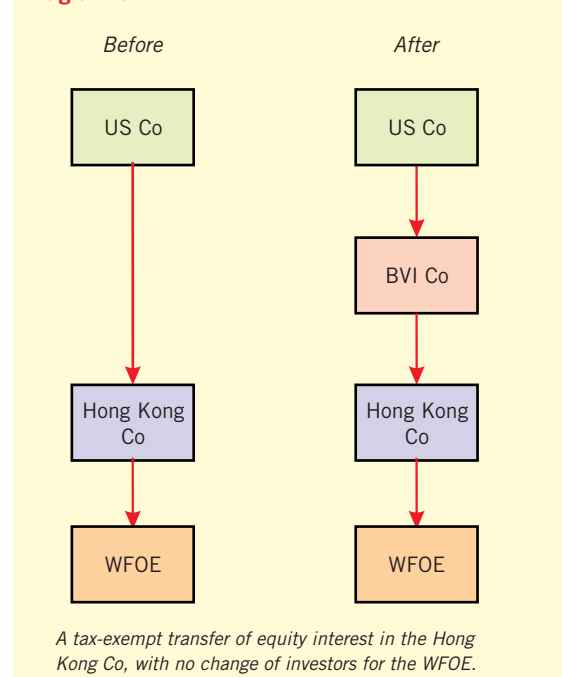 Before
After
US Co
US Co
BVI Co
Hong Kong
Co
Hong Kong
Co
WFOE
WFOE
A tax-exempt transfer of equity interest in the Hong
Kong Co, with no change of investors for the WFOE.